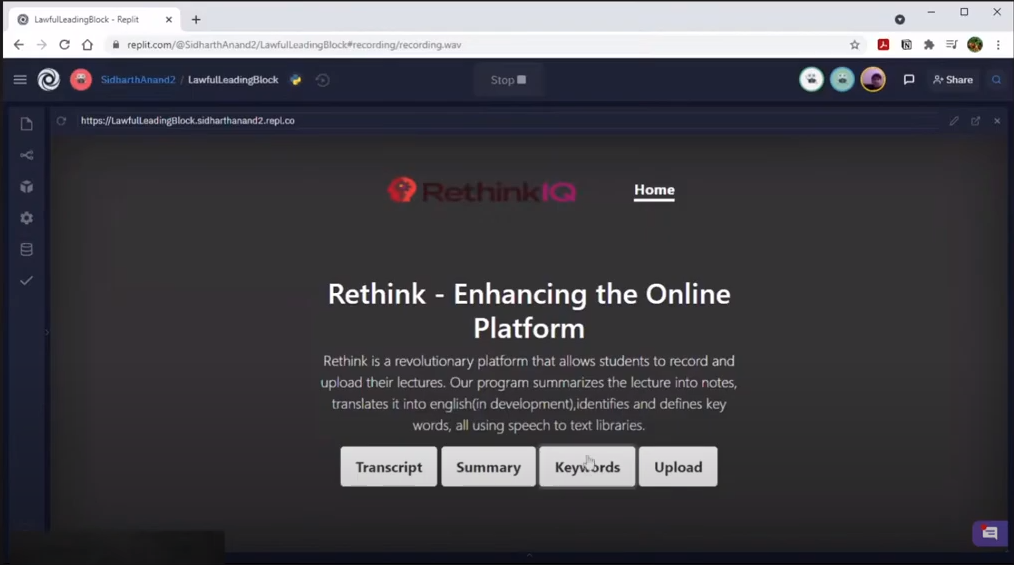 LawfulLeadingBlock - Replit
replit.com/@SidharthAnand2/LawfulLeadingBlock#recording/recording.wav
SidharthAnand2 / LawfulLeadingBlock
Stop
Share
https://LawfulLeadingBlock.sidharthanand2.repl.co
RethinkIQ
Home
Rethink - Enhancing the Online
Platform
Rethink is a revolutionary platform that allows students to record and
upload their lectures. Our program summarizes the lecture into notes,
translates it into english(in development),identifies and defines key
words, all using speech to text libraries.
Transcript Summary Keywords Upload